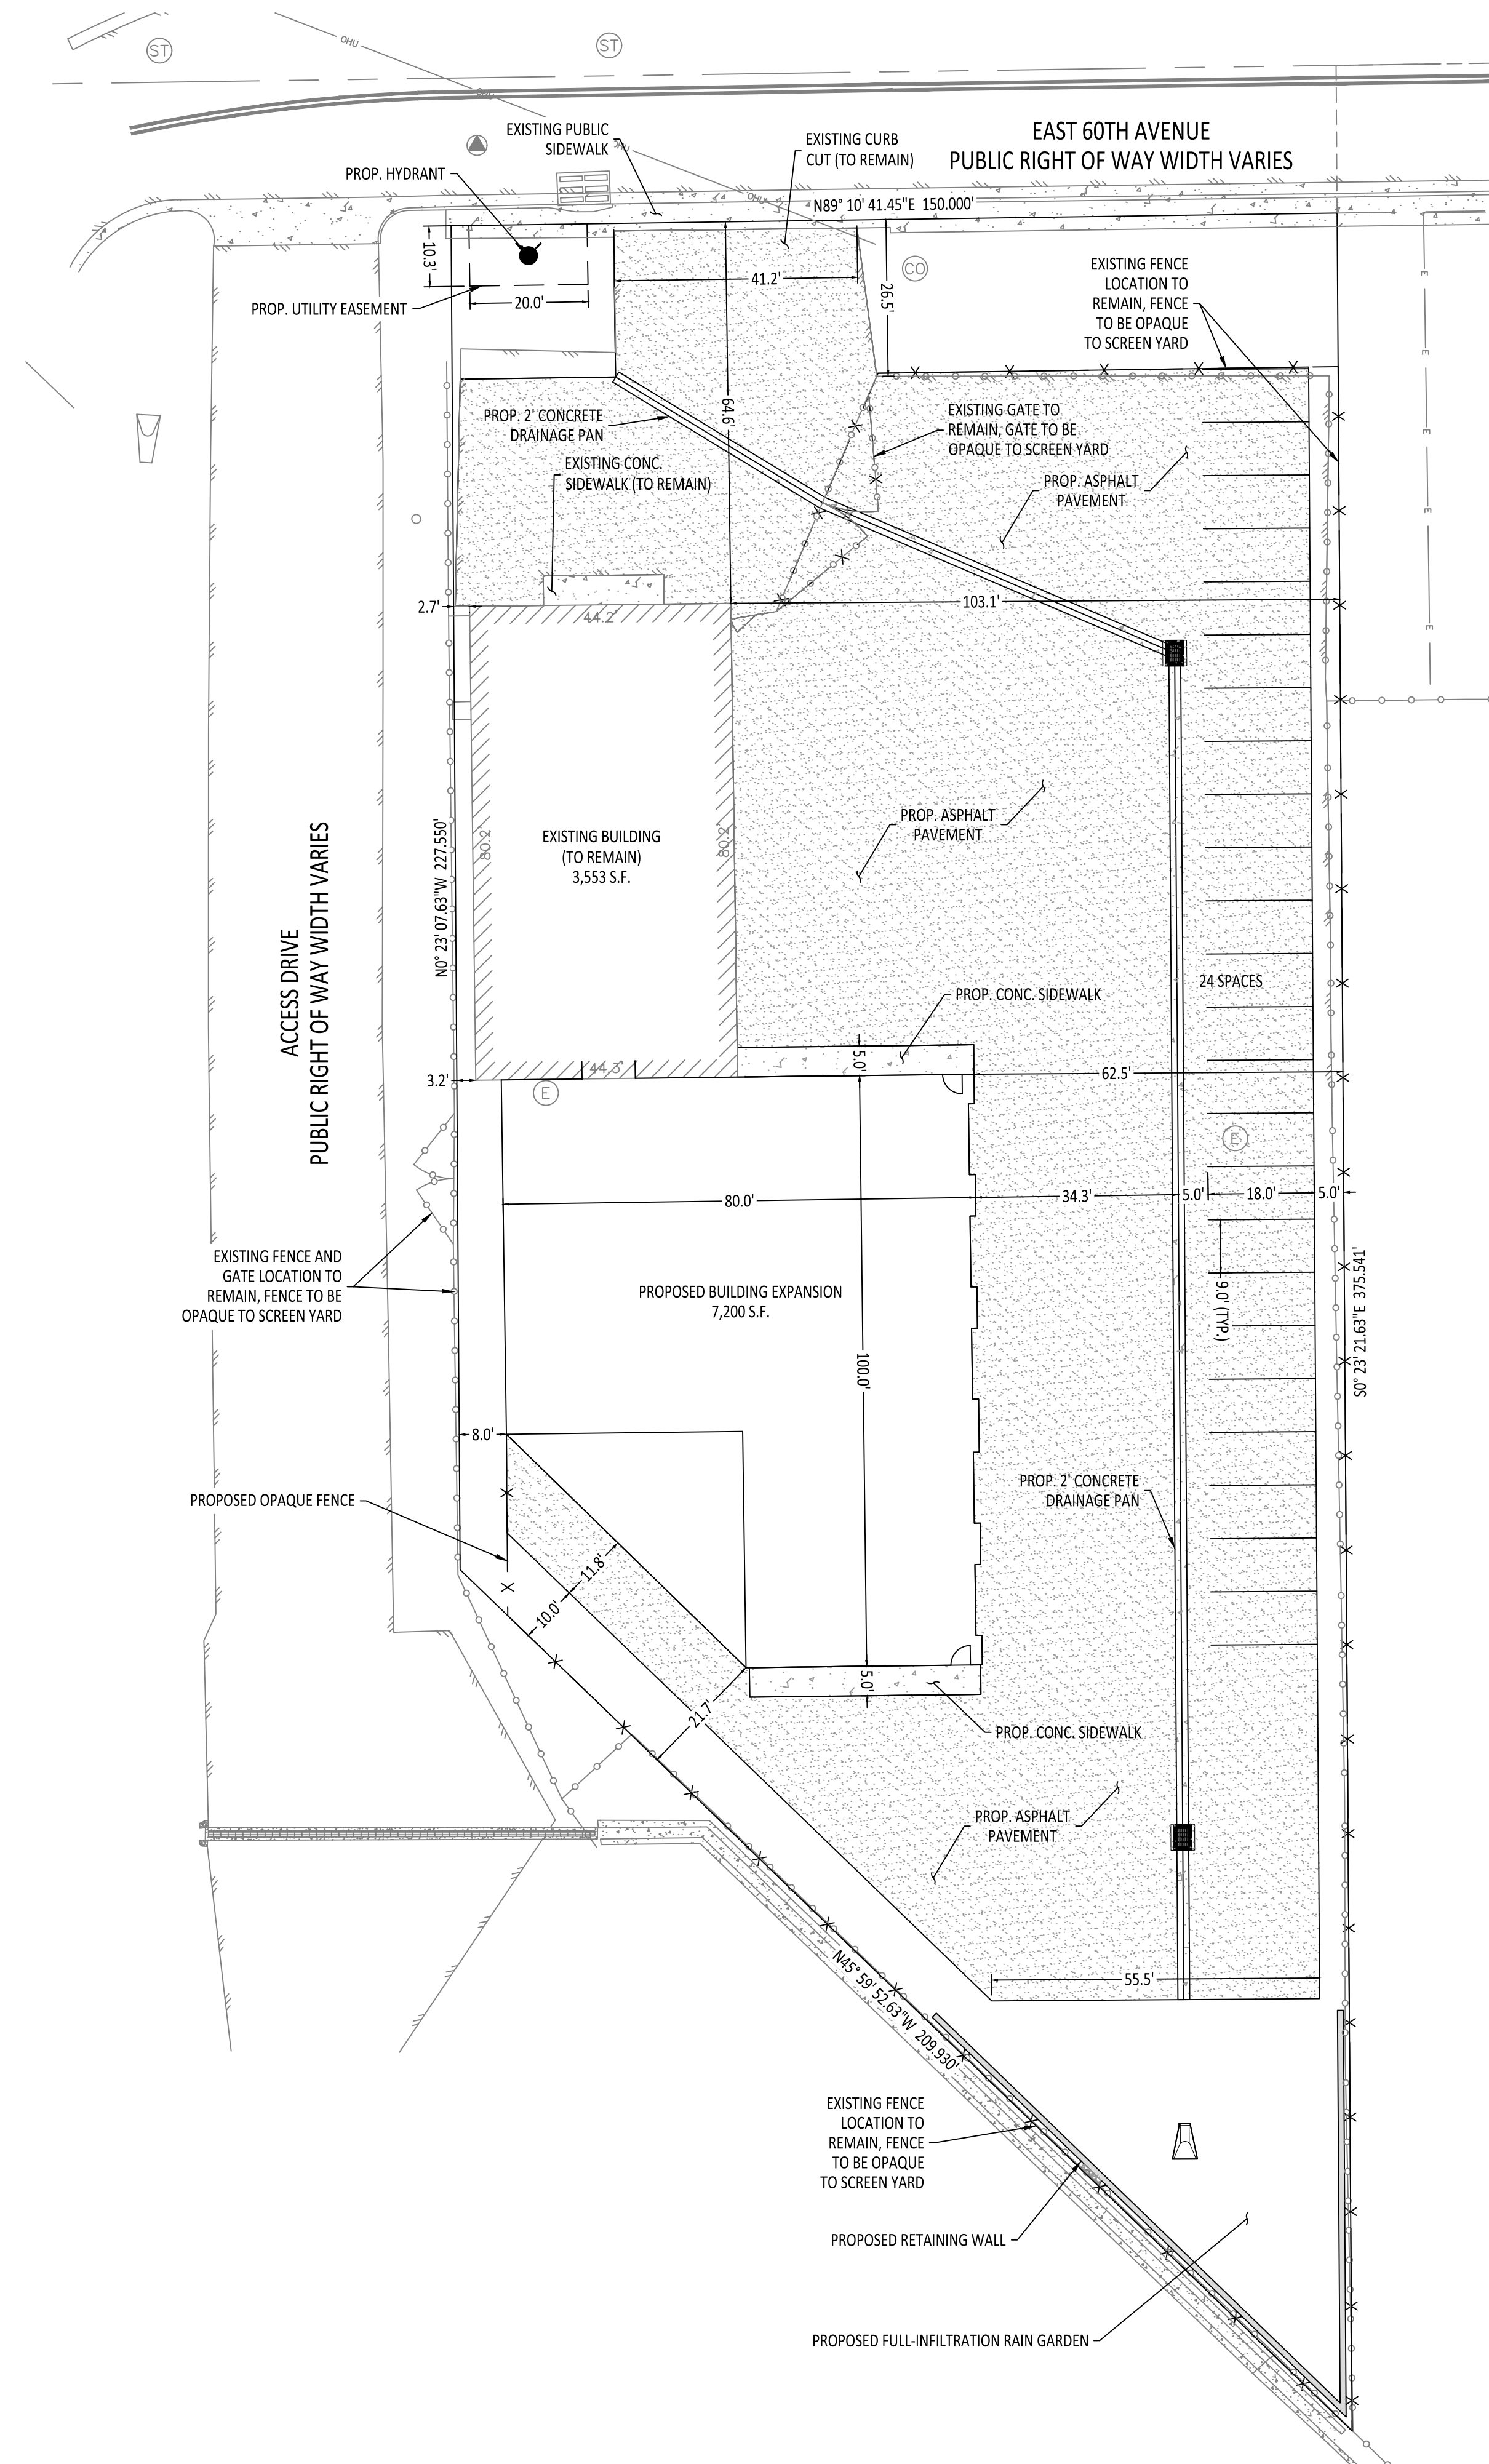 ST
ST
OHU
OHU
EXISTING PUBLIC
SIDEWALK
OHU
EXISTING CURB
CUT (TO REMAIN)
EAST 60TH AVENUE
PUBLIC RIGHT OF WAY WIDTH VARIES
PROP. HYDRANT
OHU
N89° 10' 41.45"E 150.000'
10.3'
20.0'
PROP. UTILITY EASEMENT
41.2'
26.5'
CO
EXISTING FENCE
LOCATION TO
REMAIN, FENCE
TO BE OPAQUE
TO SCREEN YARD
E
E
E
E
E
64.6'
PROP. 2' CONCRETE
DRAINAGE PAN
EXISTING CONC.
SIDEWALK (TO REMAIN)
EXISTING GATE TO
REMAIN, GATE TO BE
OPAQUE TO SCREEN YARD
PROP. ASPHALT
PAVEMENT
2.7'
44.2'
103.1'
ACCESS DRIVE
PUBLIC RIGHT OF WAY WIDTH VARIES
N0° 23' 07.63"W 227.550'
80.2'
EXISTING BUILDING
(TO REMAIN)
3,553 S.F.
80.2'
PROP. ASPHALT
PAVEMENT
24 SPACES
PROP. CONC. SIDEWALK
5.0'
3.2'
44.3'
62.5'
E
E
80.0'
34.3'
5.0'
18.0'
5.0'
EXISTING FENCE AND
GATE LOCATION TO
REMAIN, FENCE TO BE
OPAQUE TO SCREEN YARD
PROPOSED BUILDING EXPANSION
7,200 S.F.
100.0'
9.0' (TYP.)
S0° 23' 21.63"E 375.541'
8.0'
PROPOSED OPAQUE FENCE
PROP. 2' CONCRETE
DRAINAGE PAN
11.8'
10.0'
5.0'
21.7'
PROP. CONC. SIDEWALK
PROP. ASPHALT
PAVEMENT
55.5'
N45° 59' 52.63"W 209.930'
EXISTING FENCE
LOCATION TO
REMAIN, FENCE
TO BE OPAQUE
TO SCREEN YARD
PROPOSED RETAINING WALL
PROPOSED FULL-INFILTRATION RAIN GARDEN